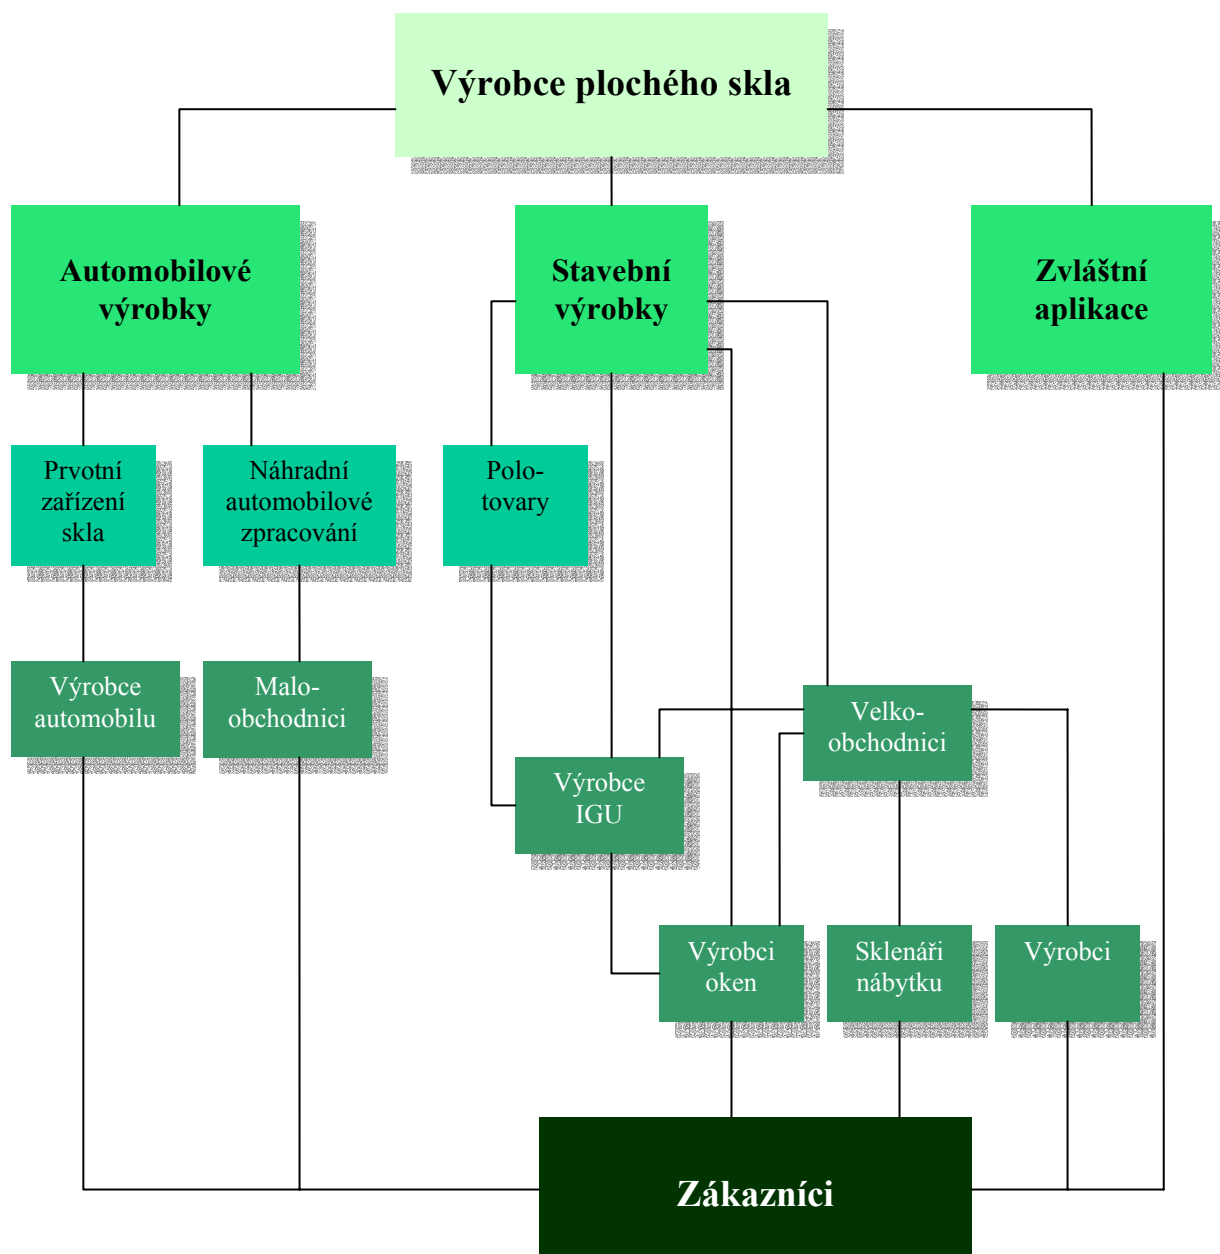 Výrobce plochého skla
Automobilové
výrobky
Stavební
výrobky
Zvláštní
aplikace
Prvotní
zařízení
skla
Náhradní
automobilové
zpracování
Polo-
tovary
Výrobce
automobilu
Malo-
obchodnici
Velko-
obchodnici
Výrobce
IGU
Výrobci
oken
Sklenáři
nábytku
Výrobci
Zákazníci